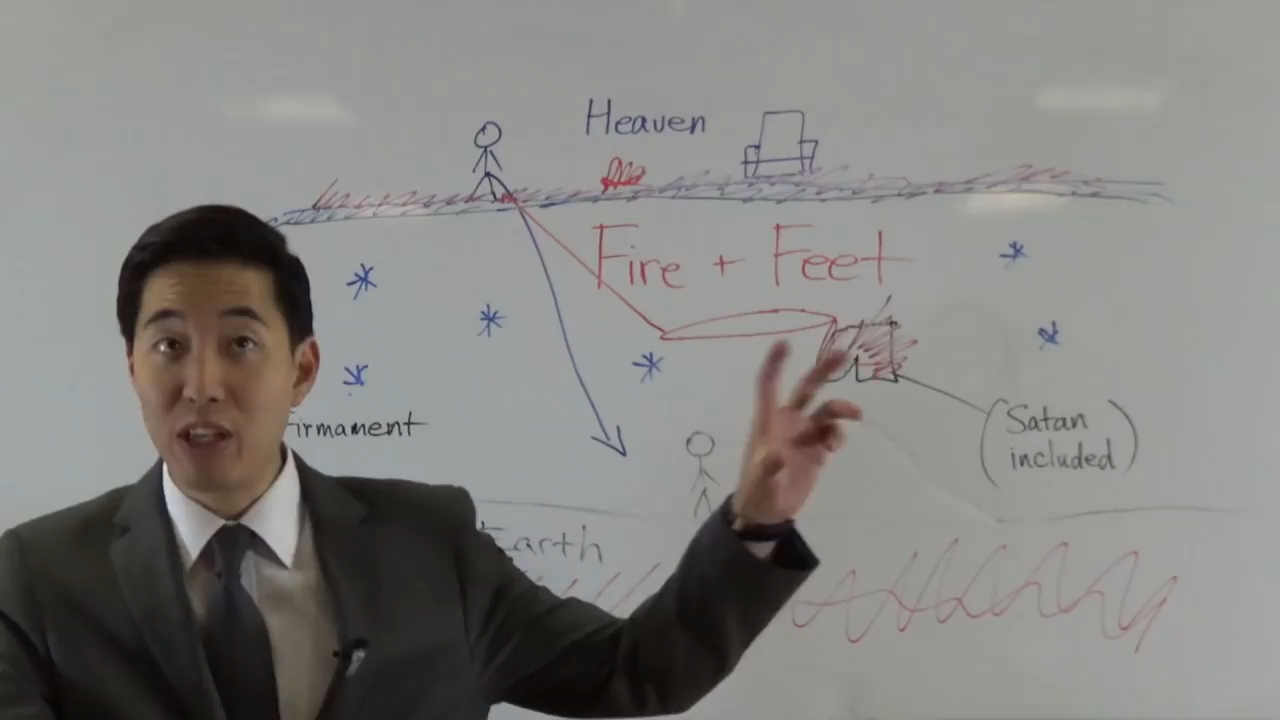 Heaven
Fire + Feet
irmament
(Satan
included)
Earth